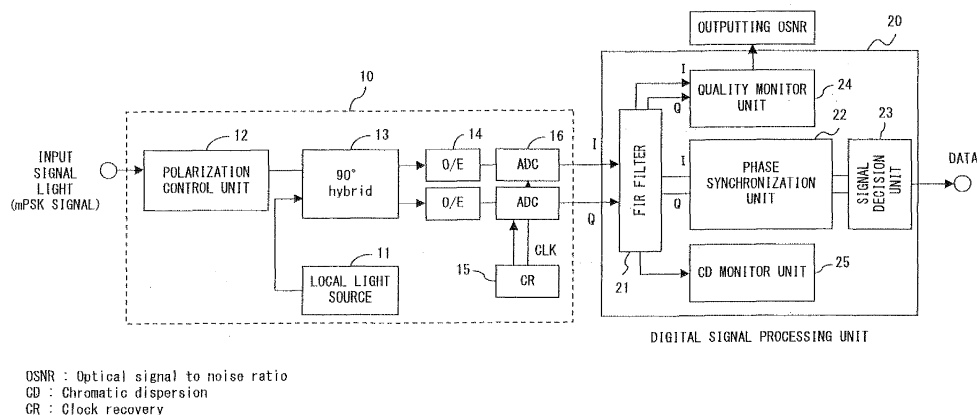 OUTPUTTING OSNR
20
10
I
Q
QUALITY MONITOR
UNIT
24
12
13
14
16
22
23
INPUT
SIGNAL
LIGHT
(mPSK SIGNAL)
POLARIZATION
CONTROL UNIT
90°
hybrid
O/E
ADC
I
O/E
ADC
Q
FIR FILTER
21
I
Q
PHASE
SYNCHRONIZATION
UNIT
SIGNAL
DECISION
UNIT
DATA
11
LOCAL LIGHT
SOURCE
15
CLK
CR
CD MONITOR UNIT
25
DIGITAL SIGNAL PROCESSING UNIT
OSNR : Optical signal to noise ratio
CD : Chromatic dispersion
CR : Clock recovery